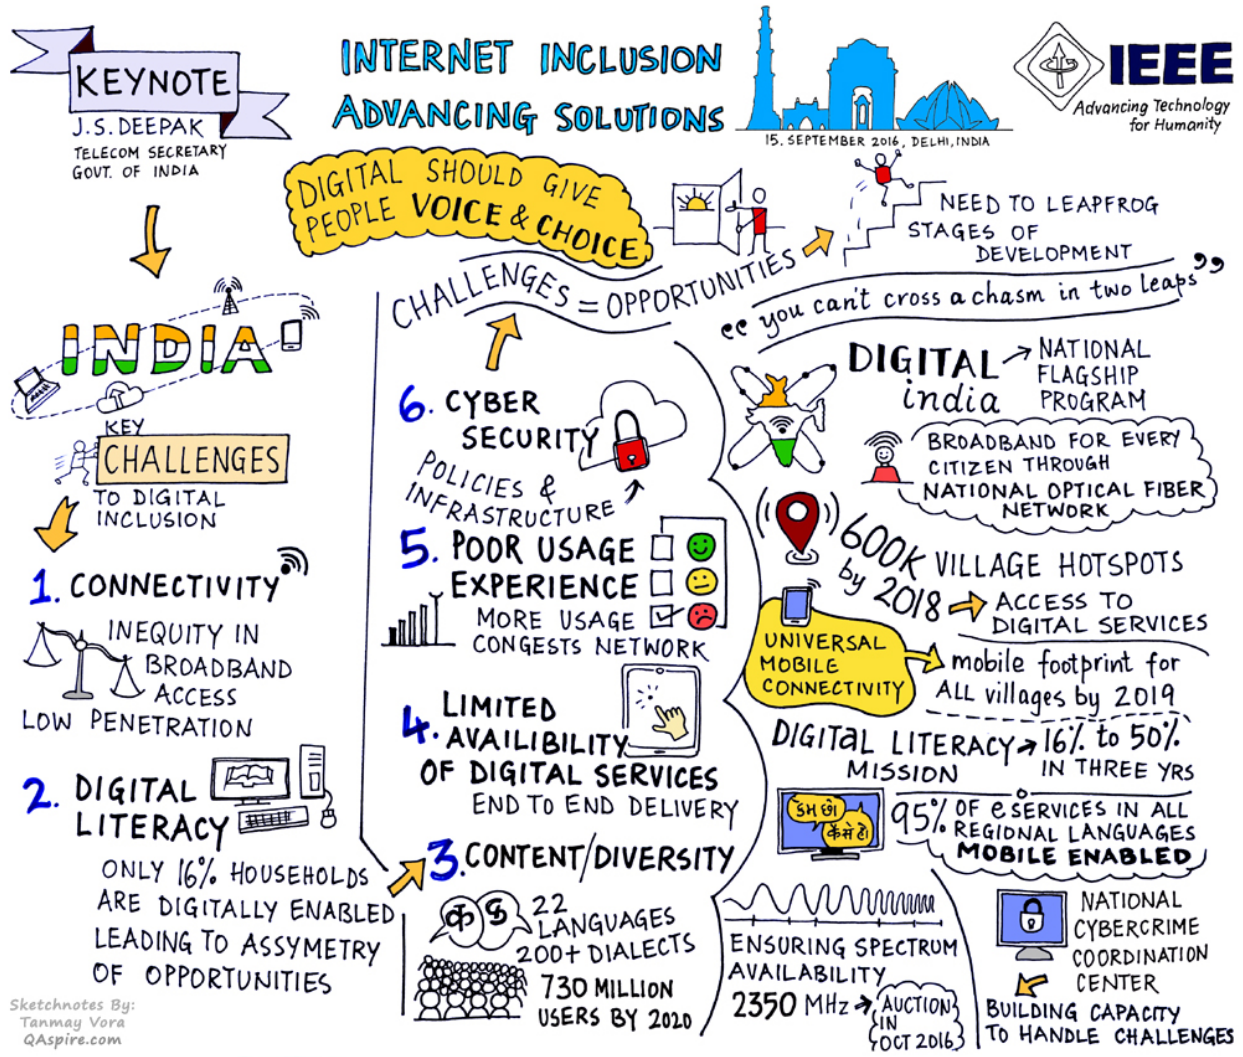 KEYNOTE
J.S. DEEPAK
TELECOM SECRETARY
GOVT. OF INDIA
INTERNET INCLUSION
ADVANCING SOLUTIONS
15. SEPTEMBER 2016, DELHI, INDIA
IEEE
Advancing Technology
for Humanity
DIGITAL SHOULD GIVE
PEOPLE VOICE & CHOICE
INDIA
KEY
CHALLENGES
TO DIGITAL
INCLUSION
1. CONNECTIVITY
INEQUITY IN
BROADBAND
ACCESS
LOW PENETRATION
2. DIGITAL
LITERACY
ONLY 16% HOUSEHOLDS
ARE DIGITALLY ENABLED
LEADING TO ASSYMETRY
OF OPPORTUNITIES
3. CONTENT/DIVERSITY
क
22
LANGUAGES
200+ DIALECTS
730 MILLION
USERS BY 2020
4. LIMITED
AVAILIBILITY
OF DIGITAL SERVICES
END TO END DELIVERY
5. POOR USAGE
EXPERIENCE
MORE USAGE
CONGESTS NETWORK
6. CYBER
SECURITY
POLICIES &
INFRASTRUCTURE
CHALLENGES = OPPORTUNITIES
NEED TO LEAPFROG
STAGES OF
DEVELOPMENT
"you can't cross a chasm in two leaps"
DIGITAL
india
NATIONAL
FLAGSHIP
PROGRAM
BROADBAND FOR EVERY
CITIZEN THROUGH
NATIONAL OPTICAL FIBER
NETWORK
600K VILLAGE HOTSPOTS
by 2018
ACCESS TO
DIGITAL SERVICES
UNIVERSAL
MOBILE
CONNECTIVITY
mobile footprint for
ALL villages by 2019
DIGITAL LITERACY
MISSION
16% to 50%
IN THREE YRS
95% OF eSERVICES IN ALL
REGIONAL LANGUAGES
MOBILE ENABLED
ENSURING SPECTRUM
AVAILABILITY
2350 MHz
AUCTION
IN
OCT 2016
NATIONAL
CYBERCRIME
COORDINATION
CENTER
BUILDING CAPACITY
TO HANDLE CHALLENGES
Sketchnotes By:
Tanmay Vora
QAspire.com